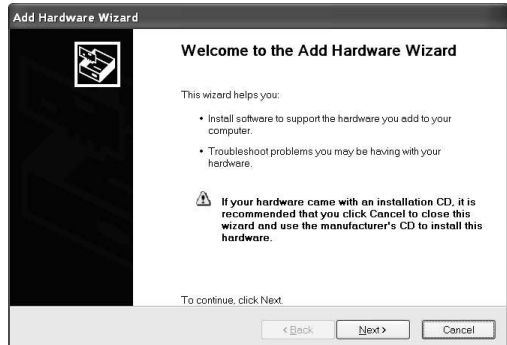 Add Hardware Wizard
Welcome to the Add Hardware Wizard
This wizard helps you:
• Install software to support the hardware you add to your
computer.
• Troubleshoot problems you may be having with your
hardware.
If your hardware came with an installation CD, it is
recommended that you click Cancel to close this
wizard and use the manufacturer's CD to install this
hardware.
To continue, click Next.
< Back
Next >
Cancel